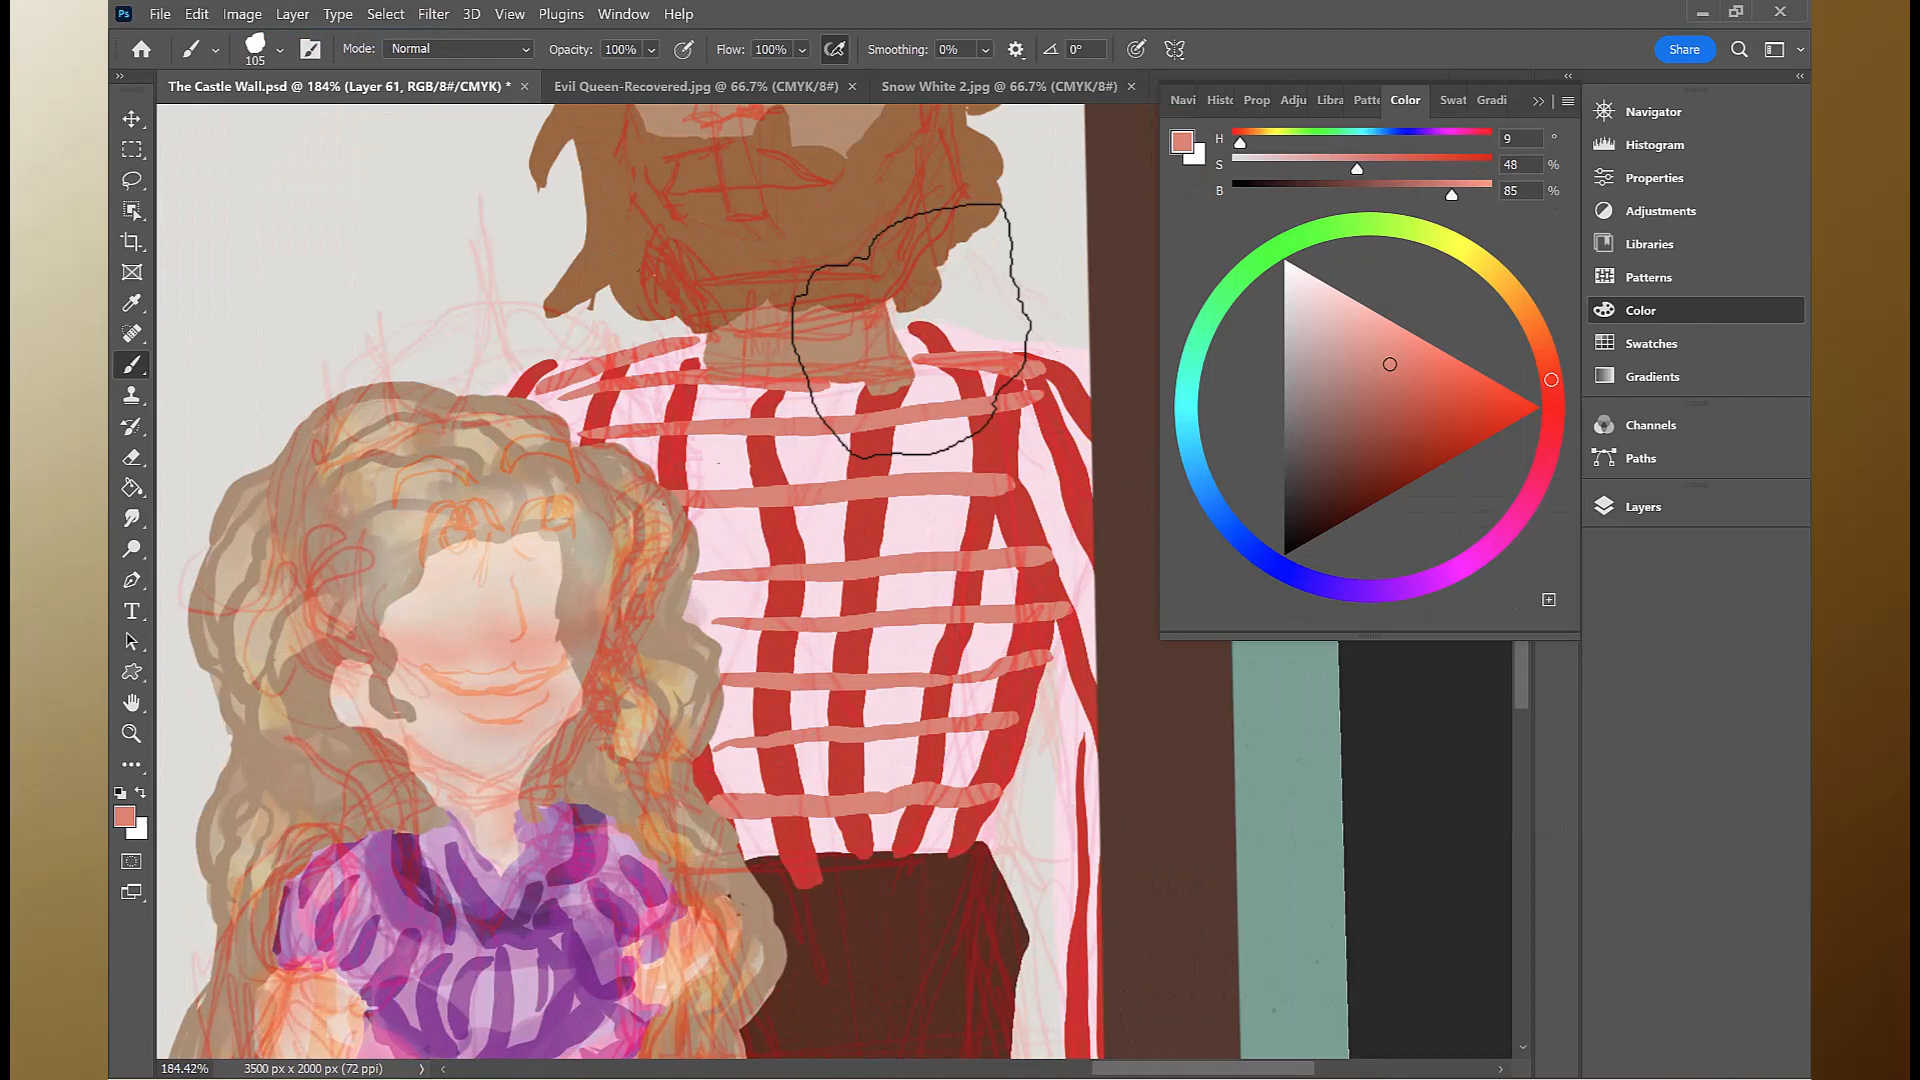 Ps File Edit Image Layer Type Select Filter 3D View Plugins Window Help
105 Mode: Normal Opacity: 100% Flow: 100% Smoothing: 0% 0° Share
The Castle Wall.psd @ 184% (Layer 61, RGB/8#/CMYK) * × Evil Queen-Recovered.jpg @ 66.7% (CMYK/8#) × Snow White 2.jpg @ 66.7% (CMYK/8#) ×
Navi Histo Prop Adju Libra Patte Color Swat Gradi
H 9 °
S 48 %
B 85 %
Navigator
Histogram
Properties
Adjustments
Libraries
Patterns
Color
Swatches
Gradients
Channels
Paths
Layers
T
184.42% 3500 px x 2000 px (72 ppi)